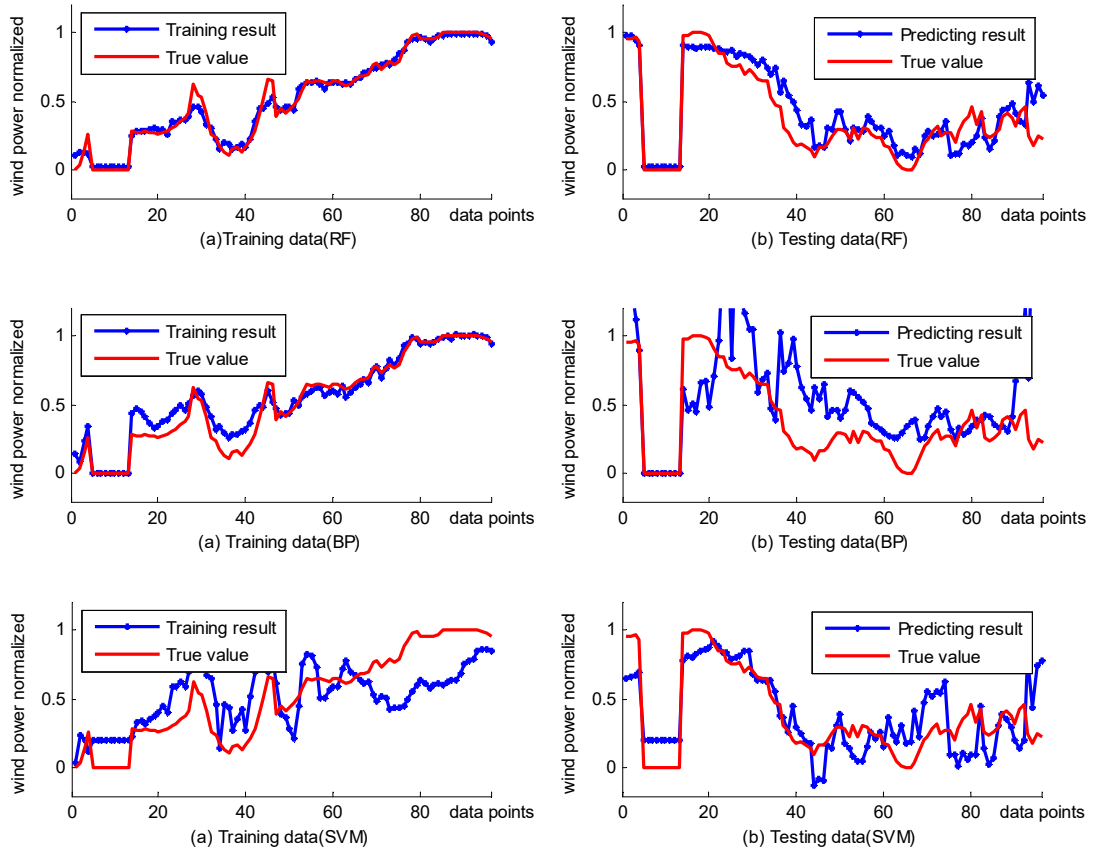 wind power normalized
1
0.5
0
Training result
True value
0 20 40 60 80 data points
(a)Training data(RF)
wind power normalized
1
0.5
0
Predicting result
True value
0 20 40 60 80 data points
(b) Testing data(RF)
wind power normalized
1
0.5
0
Training result
True value
0 20 40 60 80 data points
(a) Training data(BP)
wind power normalized
1
0.5
0
Predicting result
True value
0 20 40 60 80 data points
(b) Testing data(BP)
wind power normalized
1
0.5
0
Training result
True value
0 20 40 60 80 data points
(a) Training data(SVM)
wind power normalized
1
0.5
0
Predicting result
True value
0 20 40 60 80 data points
(b) Testing data(SVM)